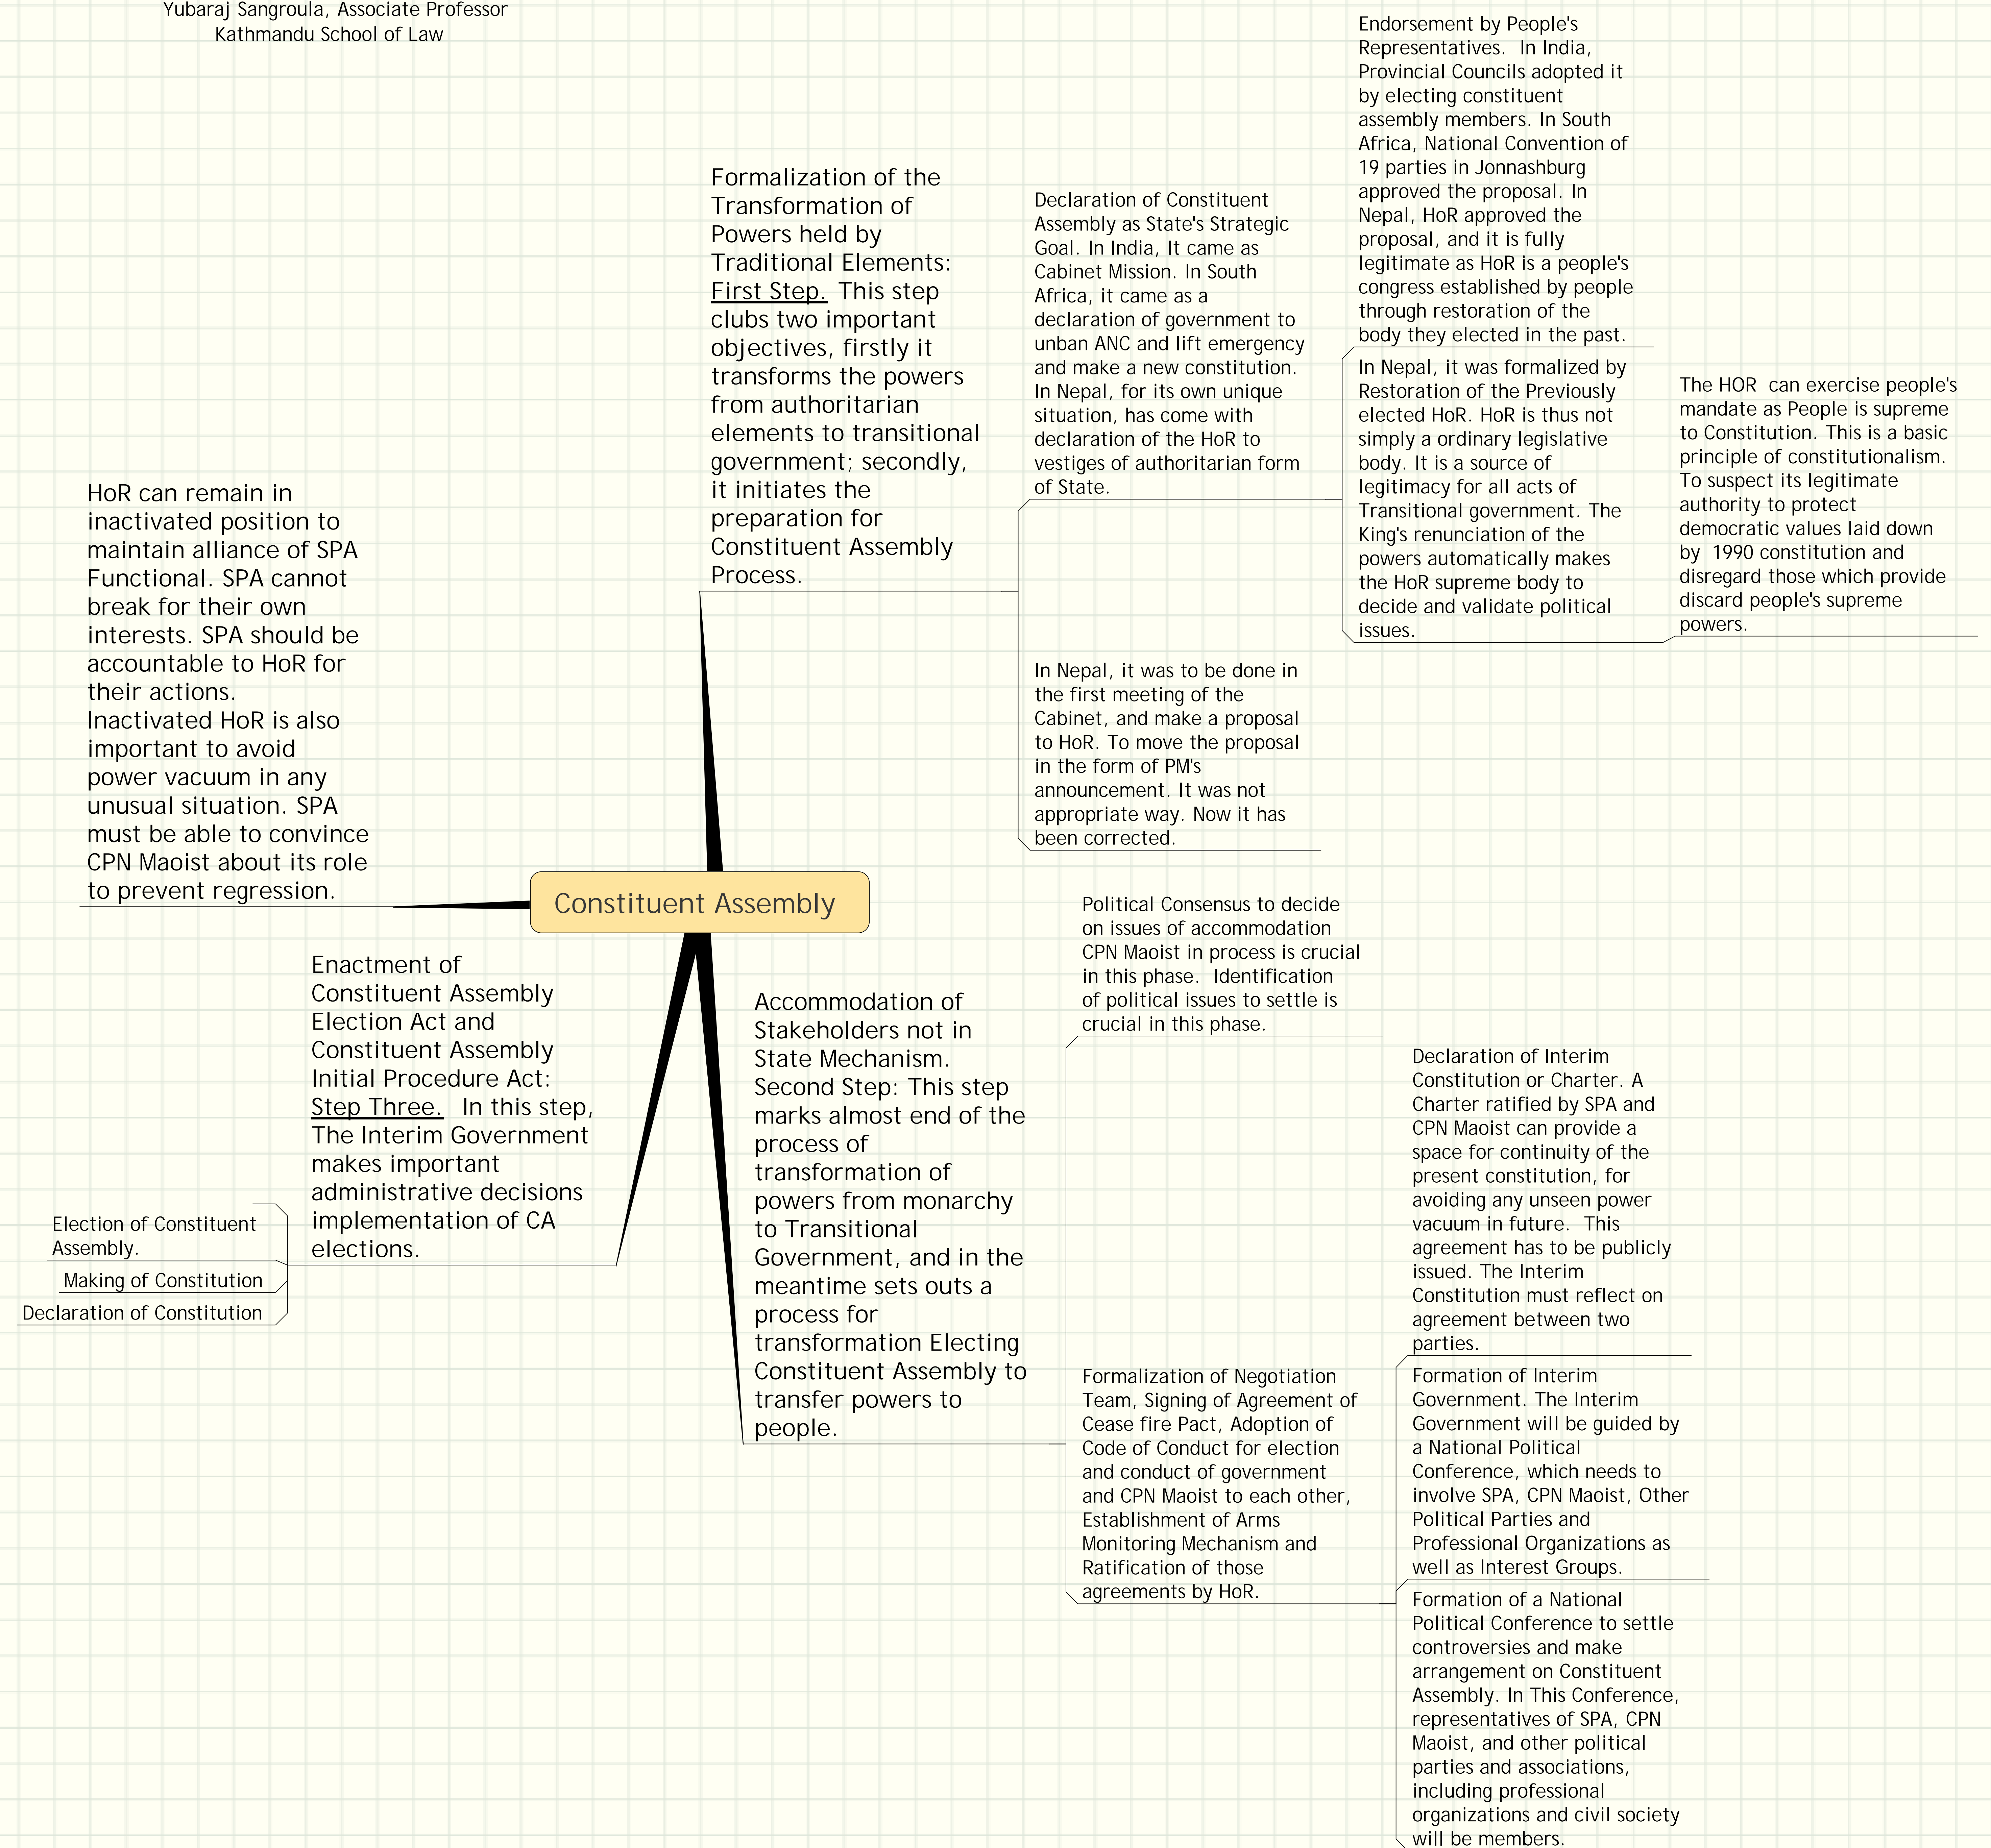 Yubaraj Sangroula, Associate Professor
Kathmandu School of Law
Constituent Assembly
Formalization of the
Transformation of
Powers held by
Traditional Elements:
First Step.  This step
clubs two important
objectives, firstly it
transforms the powers
from authoritarian
elements to transitional
government; secondly,
it initiates the
preparation for
Constituent Assembly
Process.
Declaration of Constituent
Assembly as State's Strategic
Goal. In India, It came as
Cabinet Mission. In South
Africa, it came as a
declaration of government to
unban ANC and lift emergency
and make a new constitution.
In Nepal, for its own unique
situation, has come with
declaration of the HoR to
vestiges of authoritarian form
of State.
Endorsement by People's
Representatives.  In India,
Provincial Councils adopted it
by electing constituent
assembly members. In South
Africa, National Convention of
19 parties in Jonnashburg
approved the proposal. In
Nepal, HoR approved the
proposal, and it is fully
legitimate as HoR is a people's
congress established by people
through restoration of the
body they elected in the past.
In Nepal, it was formalized by
Restoration of the Previously
elected HoR. HoR is thus not
simply a ordinary legislative
body. It is a source of
legitimacy for all acts of
Transitional government. The
King's renunciation of the
powers automatically makes
the HoR supreme body to
decide and validate political
issues.
The HOR  can exercise people's
mandate as People is supreme
to Constitution. This is a basic
principle of constitutionalism.
To suspect its legitimate
authority to protect
democratic values laid down
by  1990 constitution and
disregard those which provide
discard people's supreme
powers.
In Nepal, it was to be done in
the first meeting of the
Cabinet, and make a proposal
to HoR. To move the proposal
in the form of PM's
announcement. It was not
appropriate way. Now it has
been corrected.
Accommodation of
Stakeholders not in
State Mechanism.
Second Step: This step
marks almost end of the
process of
transformation of
powers from monarchy
to Transitional
Government, and in the
meantime sets outs a
process for
transformation Electing
Constituent Assembly to
transfer powers to
people.
Political Consensus to decide
on issues of accommodation
CPN Maoist in process is crucial
in this phase.  Identification
of political issues to settle is
crucial in this phase.
Formalization of Negotiation
Team, Signing of Agreement of
Cease fire Pact, Adoption of
Code of Conduct for election
and conduct of government
and CPN Maoist to each other,
Establishment of Arms
Monitoring Mechanism and
Ratification of those
agreements by HoR.
Declaration of Interim
Constitution or Charter. A
Charter ratified by SPA and
CPN Maoist can provide a
space for continuity of the
present constitution, for
avoiding any unseen power
vacuum in future.  This
agreement has to be publicly
issued. The Interim
Constitution must reflect on
agreement between two
parties.
Formation of Interim
Government. The Interim
Government will be guided by
a National Political
Conference, which needs to
involve SPA, CPN Maoist, Other
Political Parties and
Professional Organizations as
well as Interest Groups.
Formation of a National
Political Conference to settle
controversies and make
arrangement on Constituent
Assembly. In This Conference,
representatives of SPA, CPN
Maoist, and other political
parties and associations,
including professional
organizations and civil society
will be members.
Enactment of
Constituent Assembly
Election Act and
Constituent Assembly
Initial Procedure Act:
Step Three.  In this step,
The Interim Government
makes important
administrative decisions
implementation of CA
elections.
Election of Constituent
Assembly.
Making of Constitution
Declaration of Constitution
HoR can remain in
inactivated position to
maintain alliance of SPA
Functional. SPA cannot
break for their own
interests. SPA should be
accountable to HoR for
their actions.
Inactivated HoR is also
important to avoid
power vacuum in any
unusual situation. SPA
must be able to convince
CPN Maoist about its role
to prevent regression.